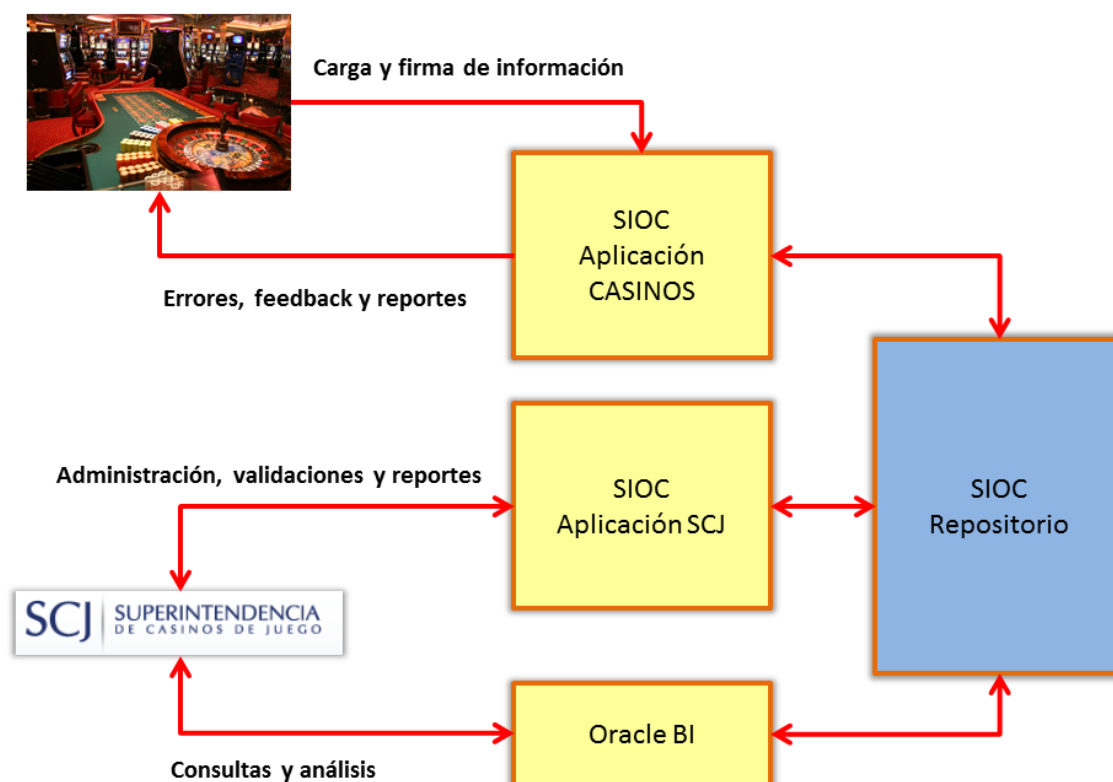 Carga y firma de información
SIOC
Aplicación
CASINOS
Errores, feedback y reportes
Administración, validaciones y reportes
SIOC
Aplicación SCJ
SIOC
Repositorio
SCJ
SUPERINTENDENCIA
DE CASINOS DE JUEGO
Oracle BI
Consultas y análisis